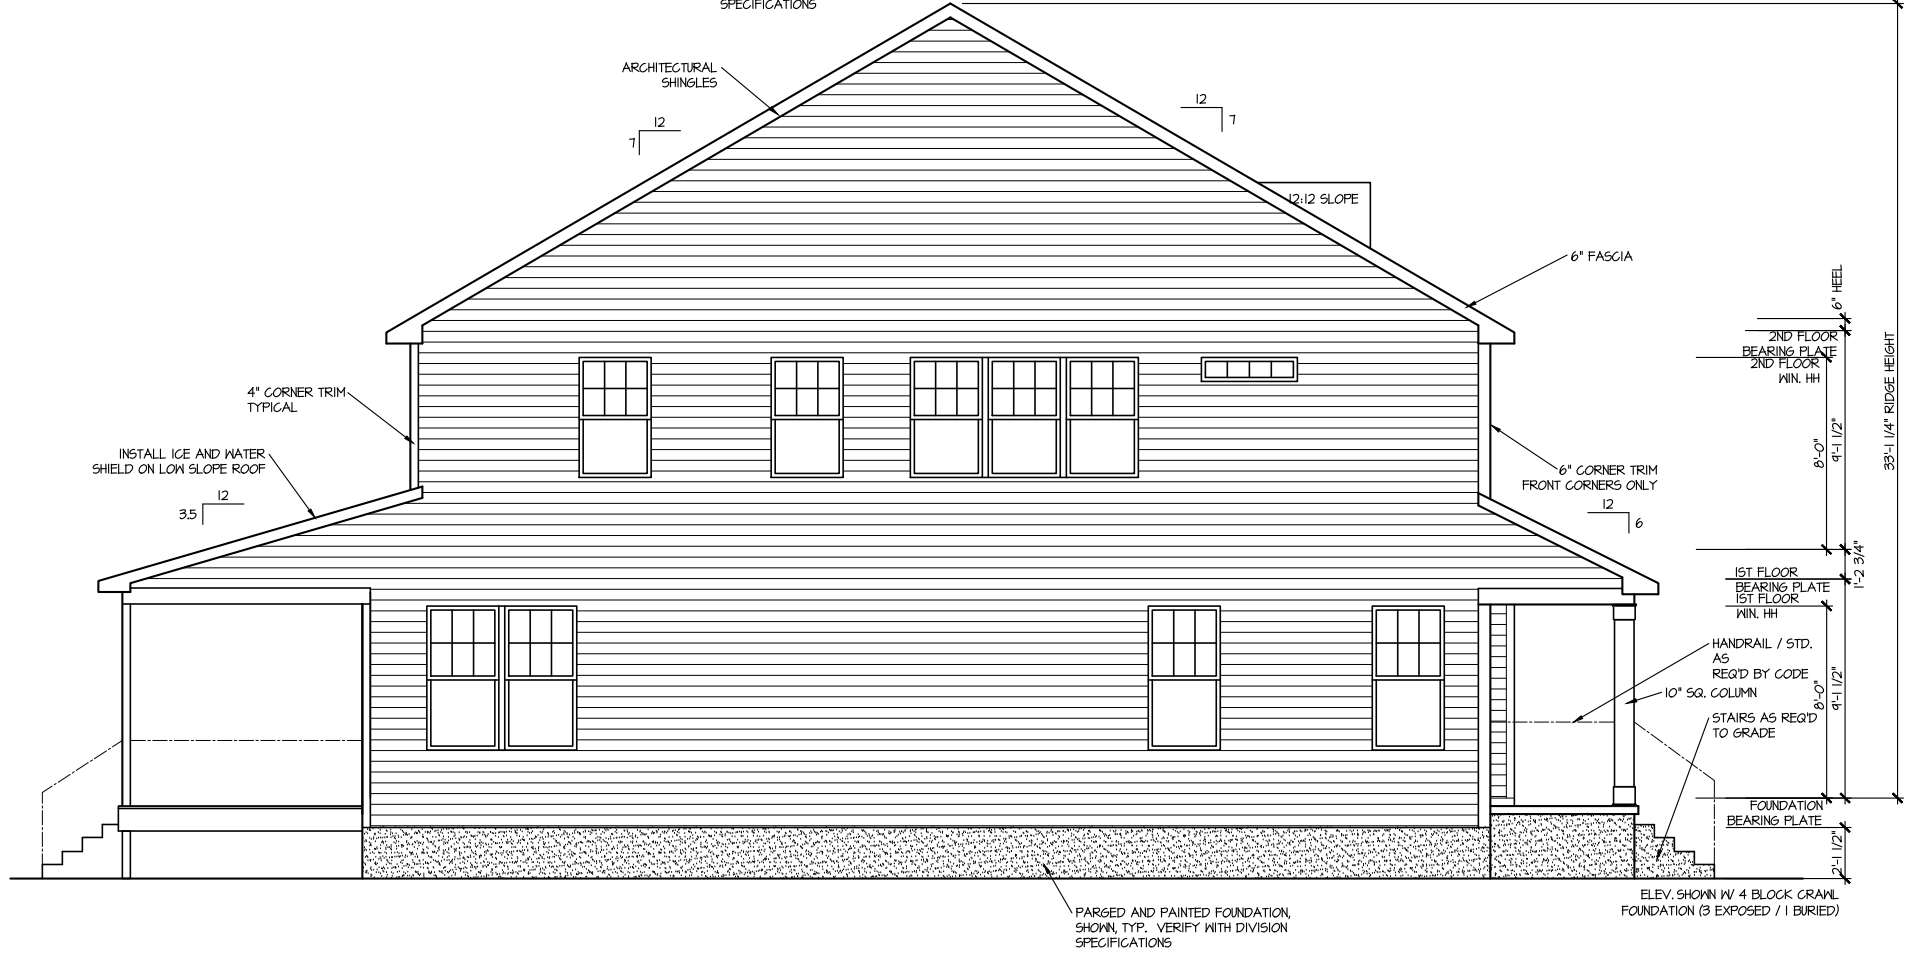 SPECIFICATIONS
ARCHITECTURAL
SHINGLES
12
7
12
7
12:12 SLOPE
6" FASCIA
6" HEEL
2ND FLOOR
BEARING PLATE
2ND FLOOR
WIN. HH
33'-1 1/4" RIDGE HEIGHT
8'-0"
9'-1 1/2"
4" CORNER TRIM
TYPICAL
INSTALL ICE AND WATER
SHIELD ON LOW SLOPE ROOF
12
3.5
6" CORNER TRIM
FRONT CORNERS ONLY
12
6
1'-2 3/4"
1ST FLOOR
BEARING PLATE
1ST FLOOR
WIN. HH
HANDRAIL / STD.
AS
REQ'D BY CODE
10" SQ. COLUMN
8'-0"
9'-1 1/2"
STAIRS AS REQ'D
TO GRADE
FOUNDATION
BEARING PLATE
2'-1 1/2"
ELEV. SHOWN W/ 4 BLOCK CRAWL
FOUNDATION (3 EXPOSED / 1 BURIED)
PARGED AND PAINTED FOUNDATION,
SHOWN, TYP. VERIFY WITH DIVISION
SPECIFICATIONS